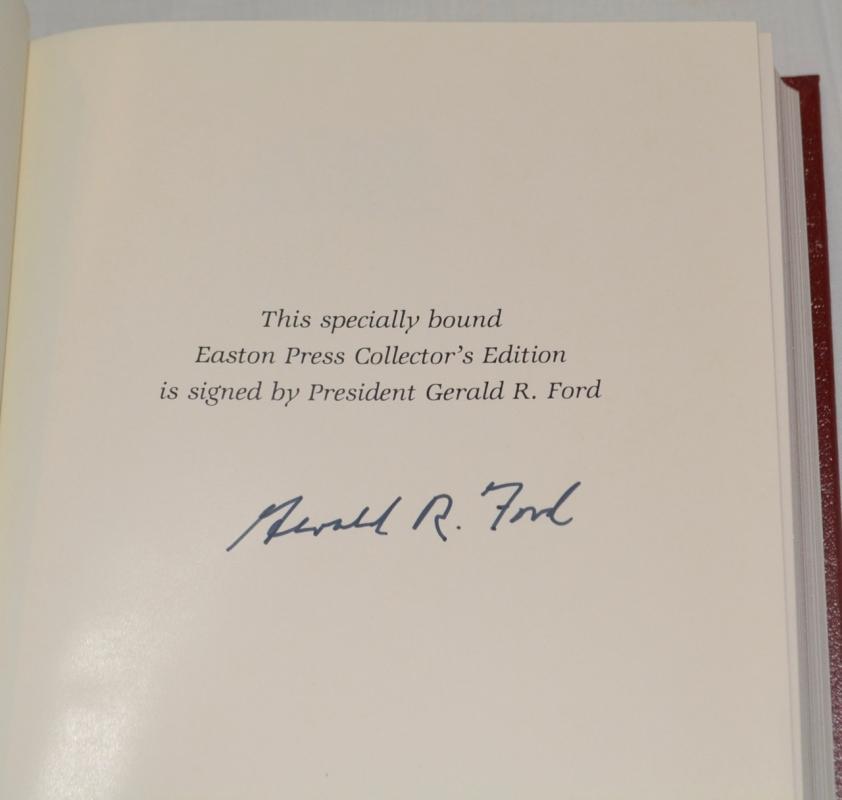 This specially bound
Easton Press Collector's Edition
is signed by President Gerald R. Ford
Gerald R. Ford